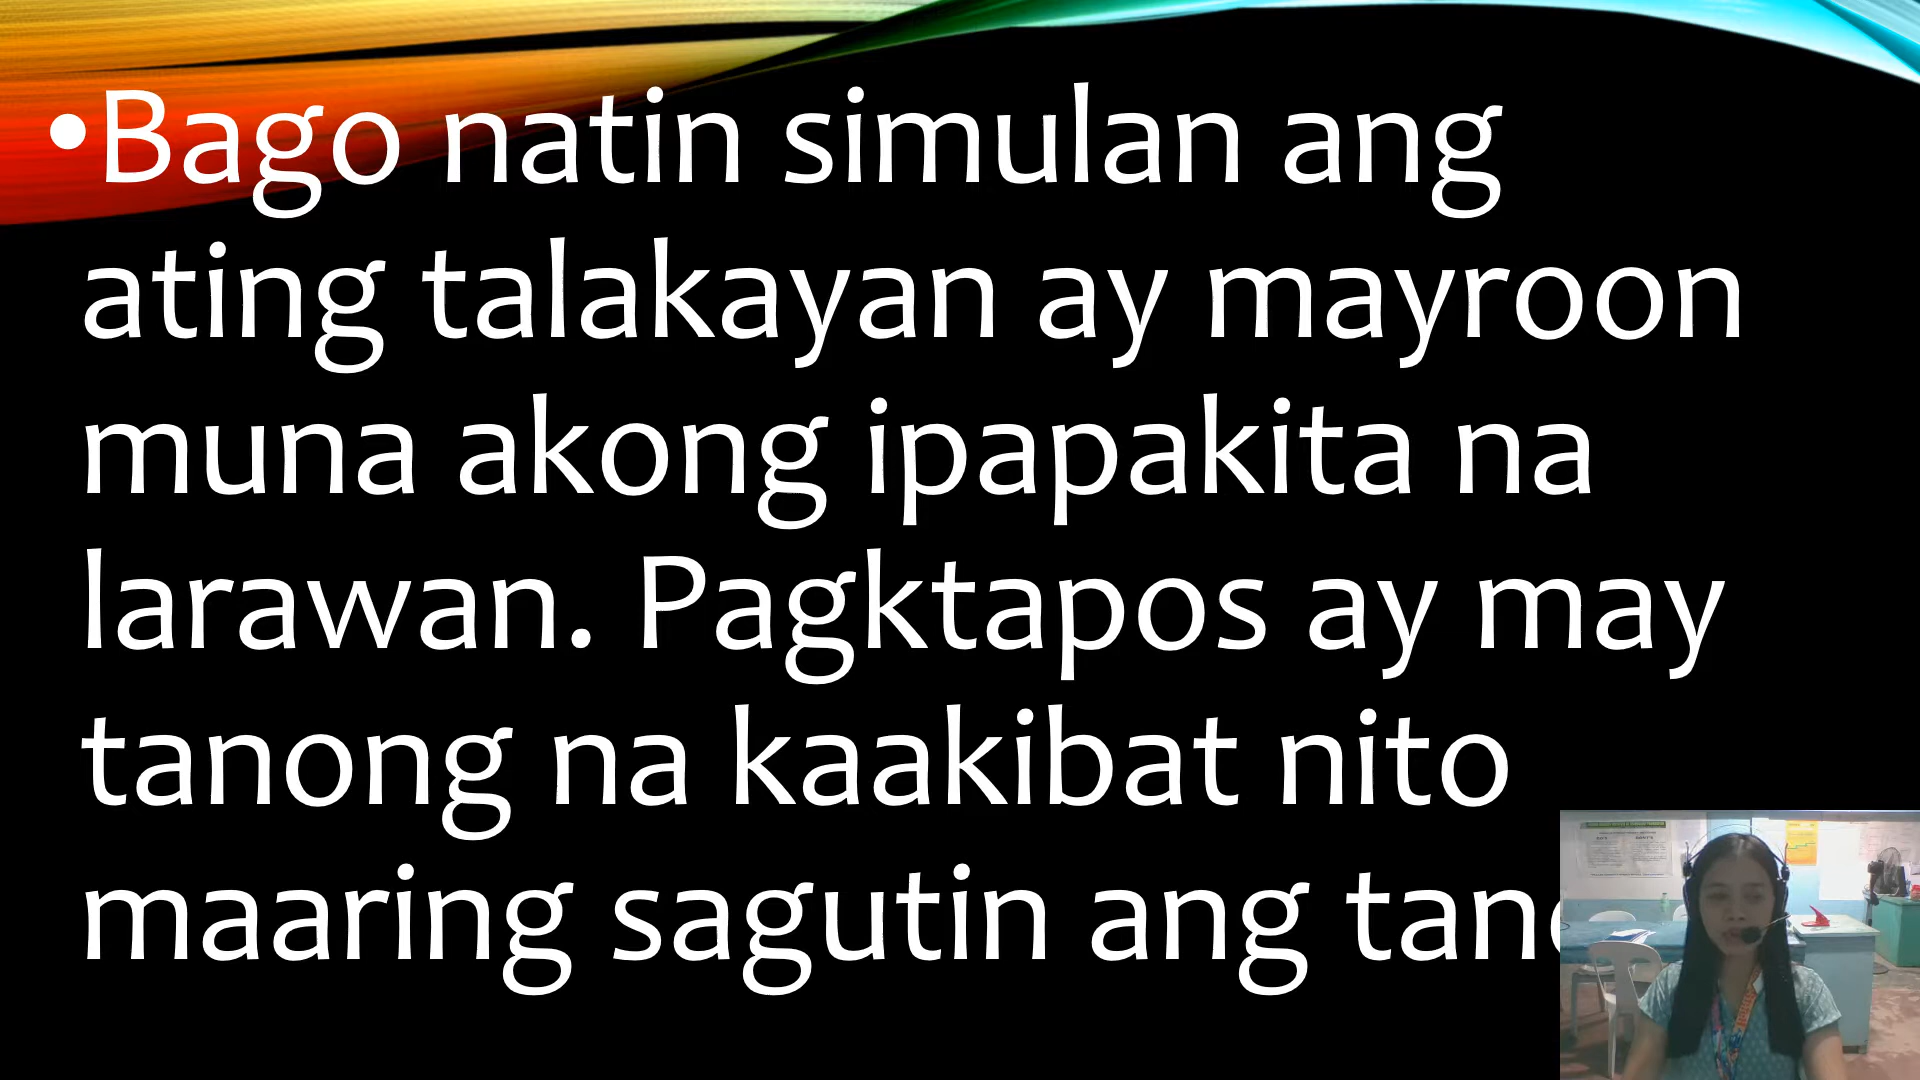 •Bago natin simulan ang
ating talakayan ay mayroon
muna akong ipapakita na
larawan. Pagktapos ay may
tanong na kaakibat nito
maaring sagutin ang